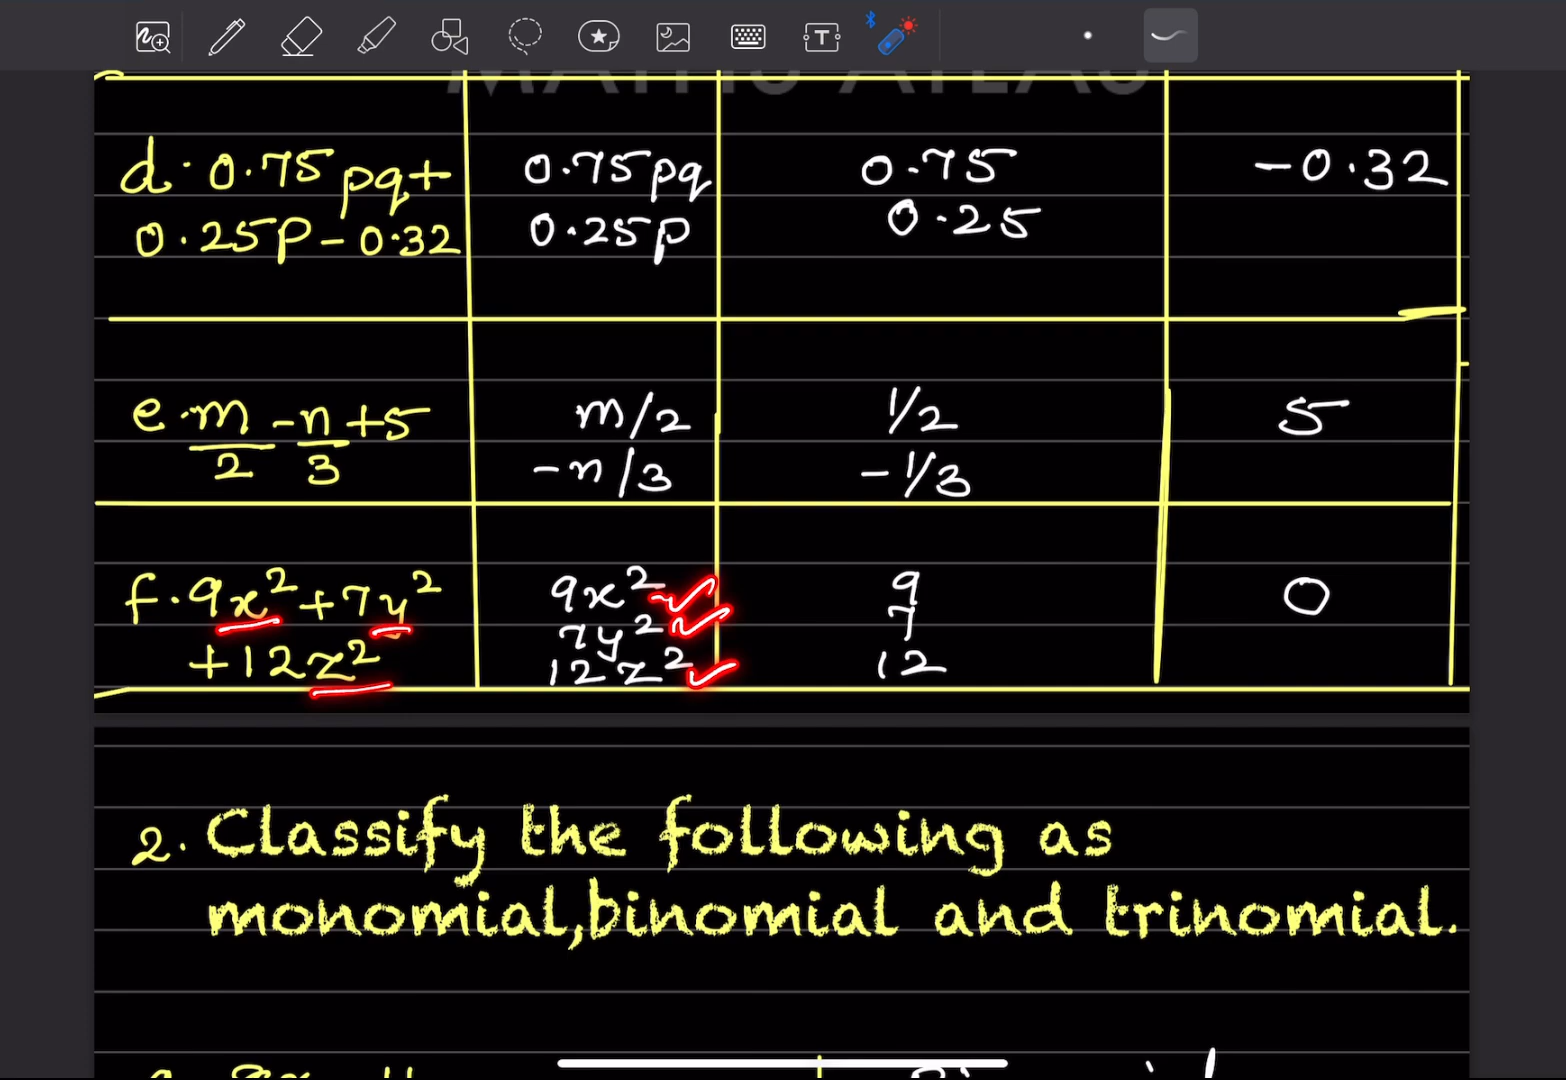 d. 0.75 pq+ 0.75pq 0.75 -0.32
0.25P-0.32 0.25p 0.25
e. m/2 - n/3 +5 m/2 1/2 5
-n/3 -1/3
f. 9x²+7y² 9x² 9 0
7y² 7
+12z² 12z² 12
2. Classify the following as
monomial,binomial and trinomial.